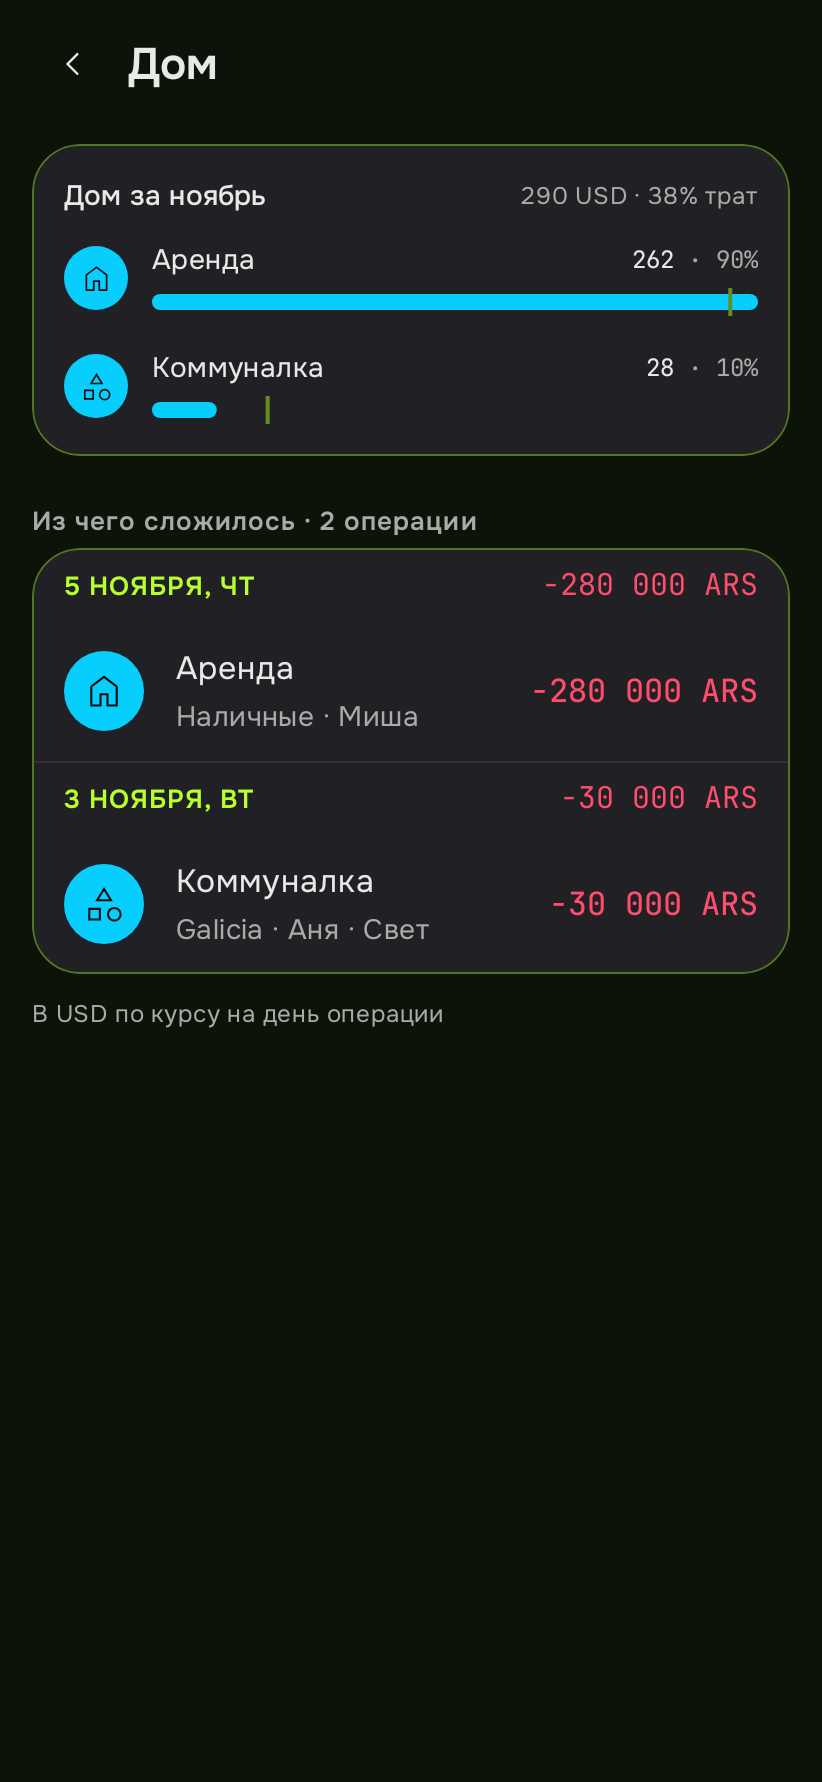 Дом
Дом за ноябрь 290 USD · 38% трат
Аренда 262 · 90%
Коммуналка 28 · 10%
Из чего сложилось · 2 операции
5 НОЯБРЯ, ЧТ -280 000 ARS
Аренда -280 000 ARS
Наличные · Миша
3 НОЯБРЯ, ВТ -30 000 ARS
Коммуналка -30 000 ARS
Galicia · Аня · Свет
В USD по курсу на день операции